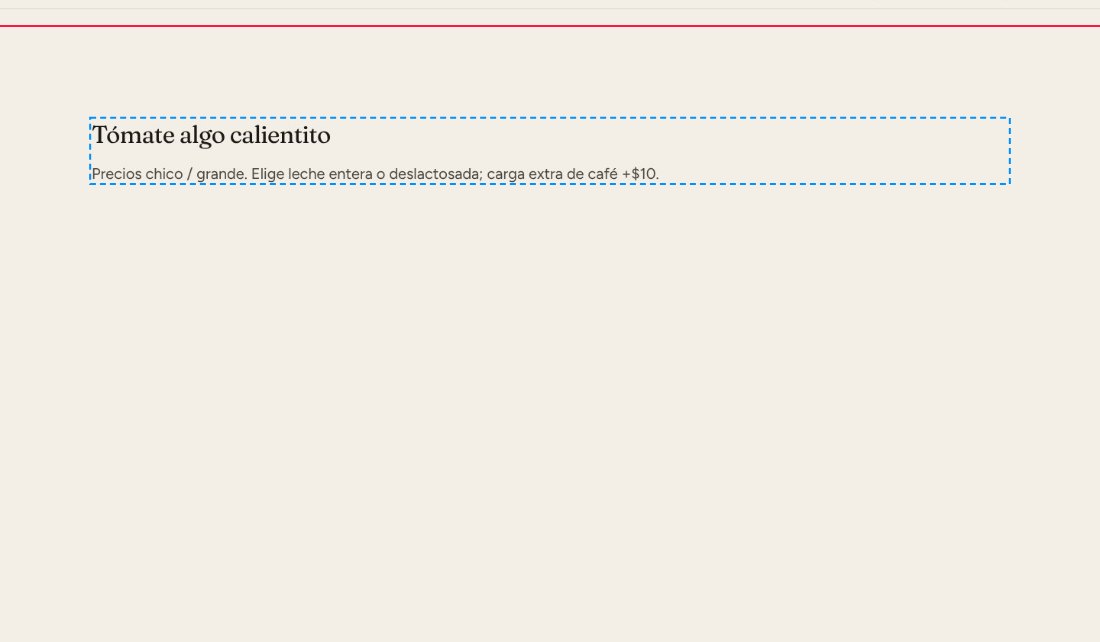 Tómate algo calientito
Precios chico / grande. Elige leche entera o deslactosada; carga extra de café +$10.